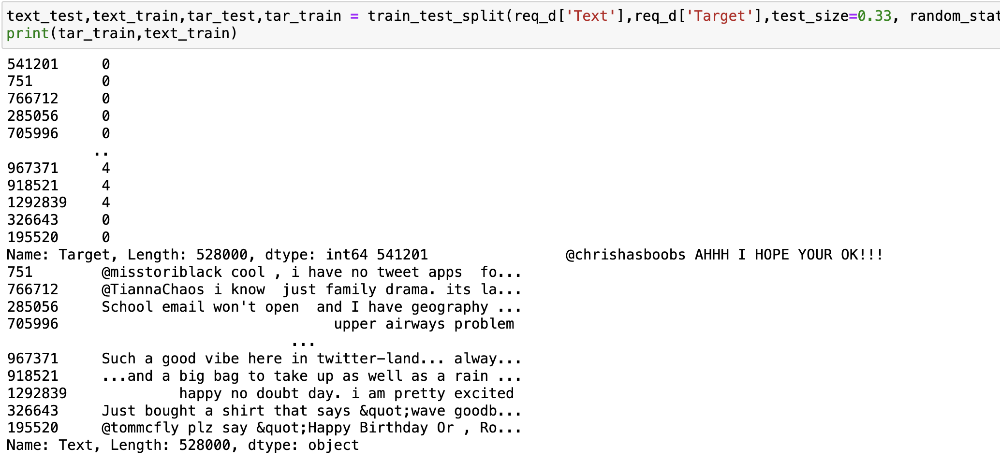 text_test,text_train,tar_test,tar_train = train_test_split(req_d['Text'],req_d['Target'],test_size=0.33, random_stat
print(tar_train,text_train)
541201 0
751 0
766712 0
285056 0
705996 0
..
967371 4
918521 4
1292839 4
326643 0
195520 0
Name: Target, Length: 528000, dtype: int64 541201 @chrishasboobs AHHH I HOPE YOUR OK!!!
751 @misstoriblack cool , i have no tweet apps  fo...
766712 @TiannaChaos i know  just family drama. its la...
285056 School email won't open  and I have geography ...
705996 upper airways problem
...
967371 Such a good vibe here in twitter-land... alway...
918521 ...and a big bag to take up as well as a rain ...
1292839 happy no doubt day. i am pretty excited
326643 Just bought a shirt that says &quot;wave goodb...
195520 @tommcfly plz say &quot;Happy Birthday Or , Ro...
Name: Text, Length: 528000, dtype: object